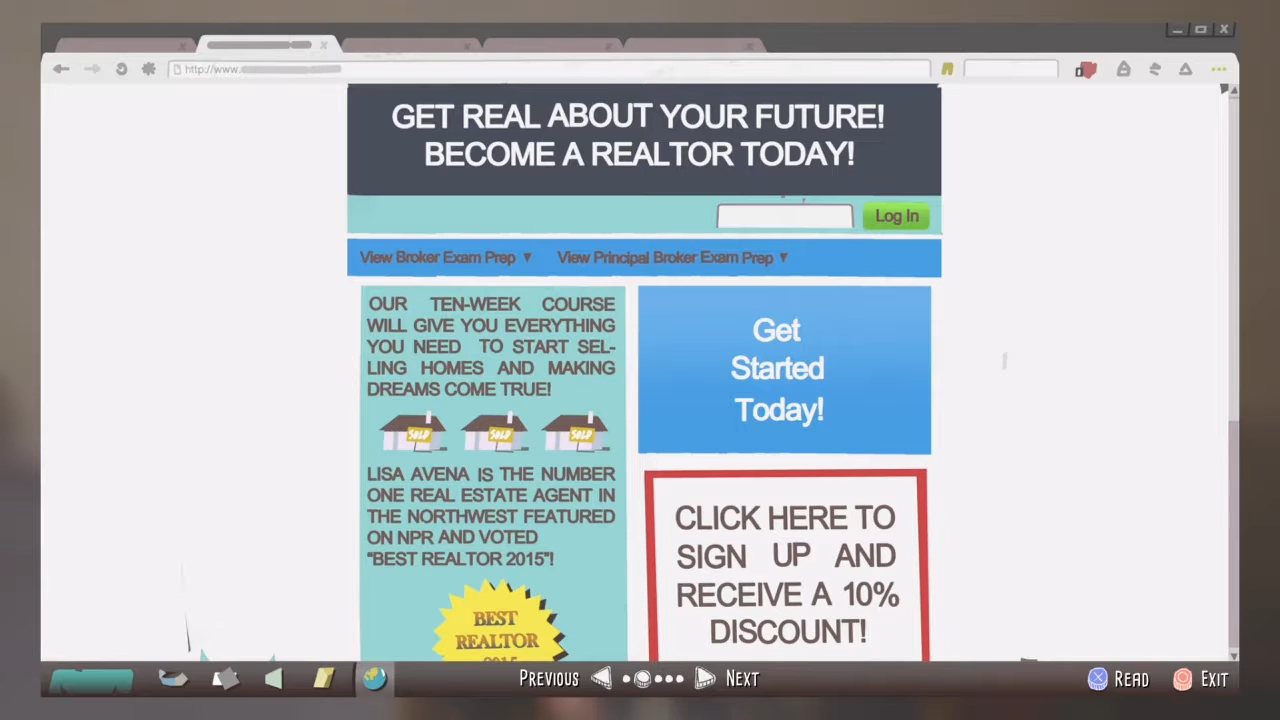 http://www.
GET REAL ABOUT YOUR FUTURE!
BECOME A REALTOR TODAY!
Log In
View Broker Exam Prep ▼ View Principal Broker Exam Prep ▼
OUR TEN-WEEK COURSE
WILL GIVE YOU EVERYTHING
YOU NEED TO START SEL-
LING HOMES AND MAKING
DREAMS COME TRUE!
SOLD SOLD SOLD
LISA AVENA IS THE NUMBER
ONE REAL ESTATE AGENT IN
THE NORTHWEST FEATURED
ON NPR AND VOTED
"BEST REALTOR 2015"!
BEST
REALTOR
2015
Get
Started
Today!
CLICK HERE TO
SIGN UP AND
RECEIVE A 10%
DISCOUNT!
PREVIOUS NEXT READ EXIT